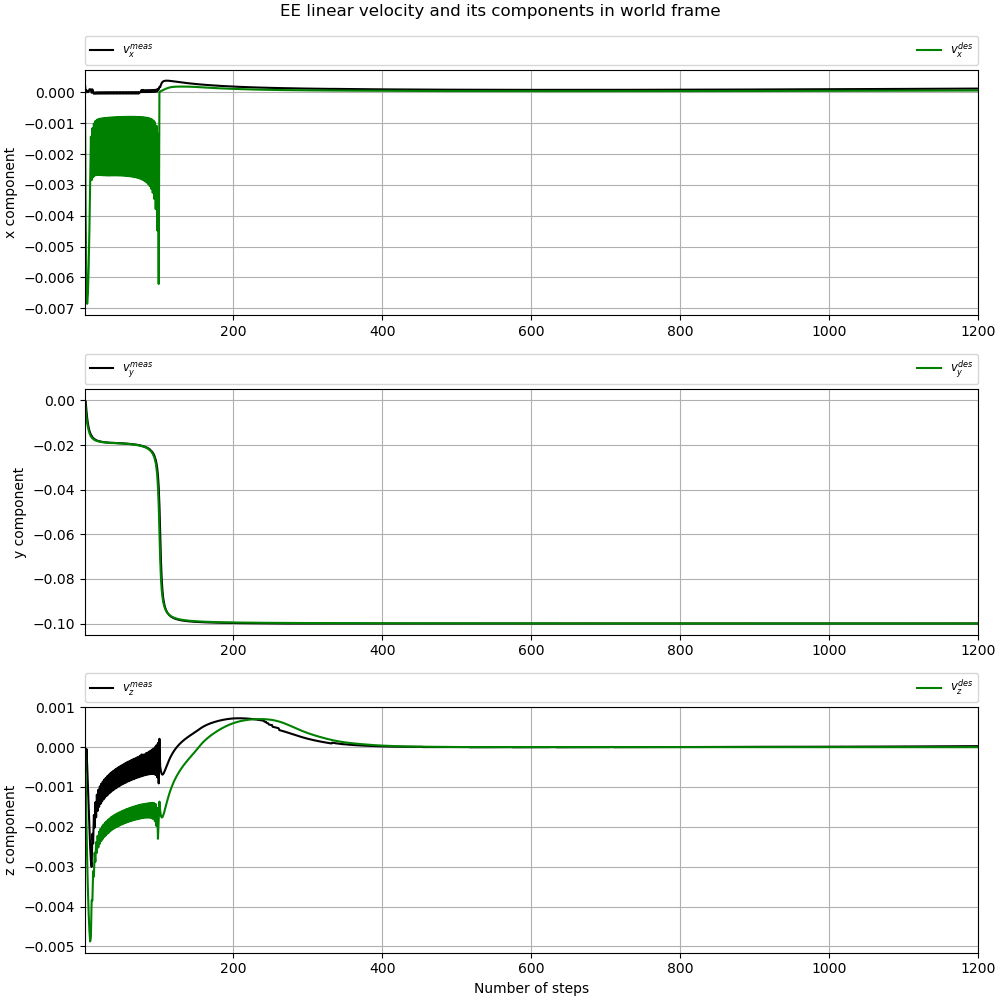 EE linear velocity and its components in world frame
v_x^meas v_x^des
0.000
−0.001
−0.002
−0.003
−0.004
−0.005
−0.006
−0.007
x component
200 400 600 800 1000 1200
v_y^meas v_y^des
0.00
−0.02
−0.04
−0.06
−0.08
−0.10
y component
200 400 600 800 1000 1200
v_z^meas v_z^des
0.001
0.000
−0.001
−0.002
−0.003
−0.004
−0.005
z component
200 400 600 800 1000 1200
Number of steps